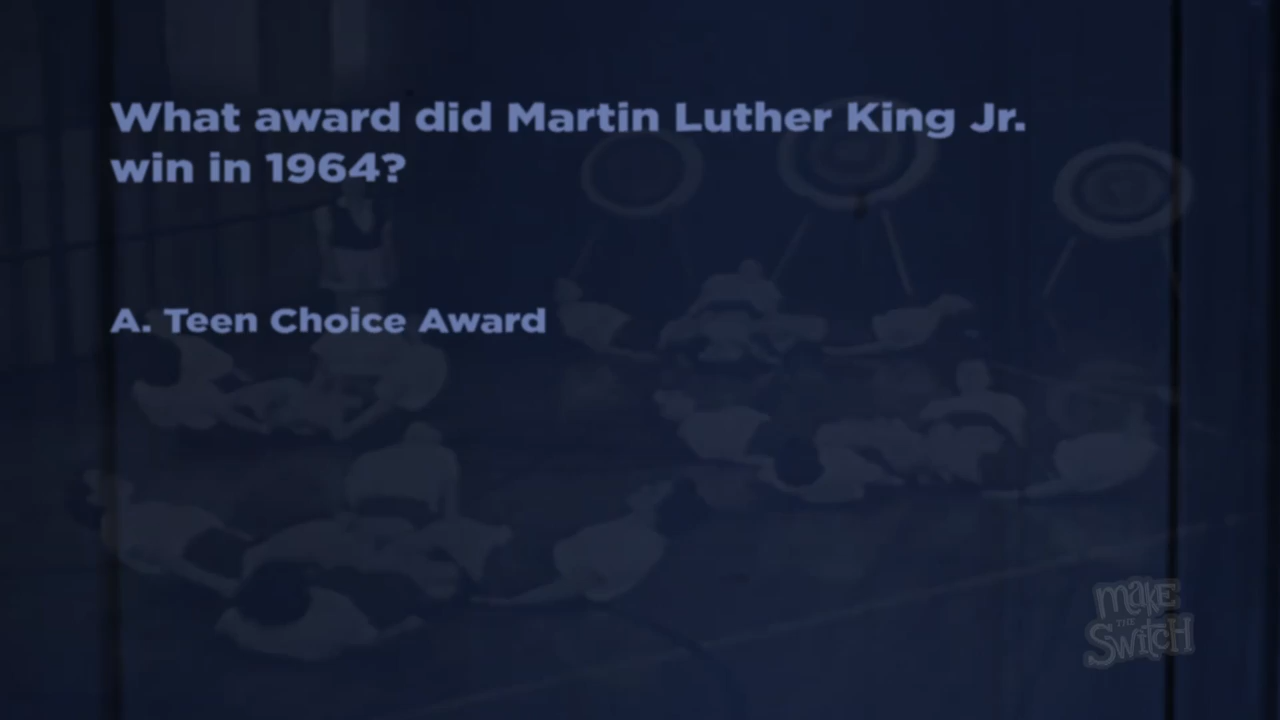 What award did Martin Luther King Jr.
win in 1964?
A. Teen Choice Award
Make
THE
Switch